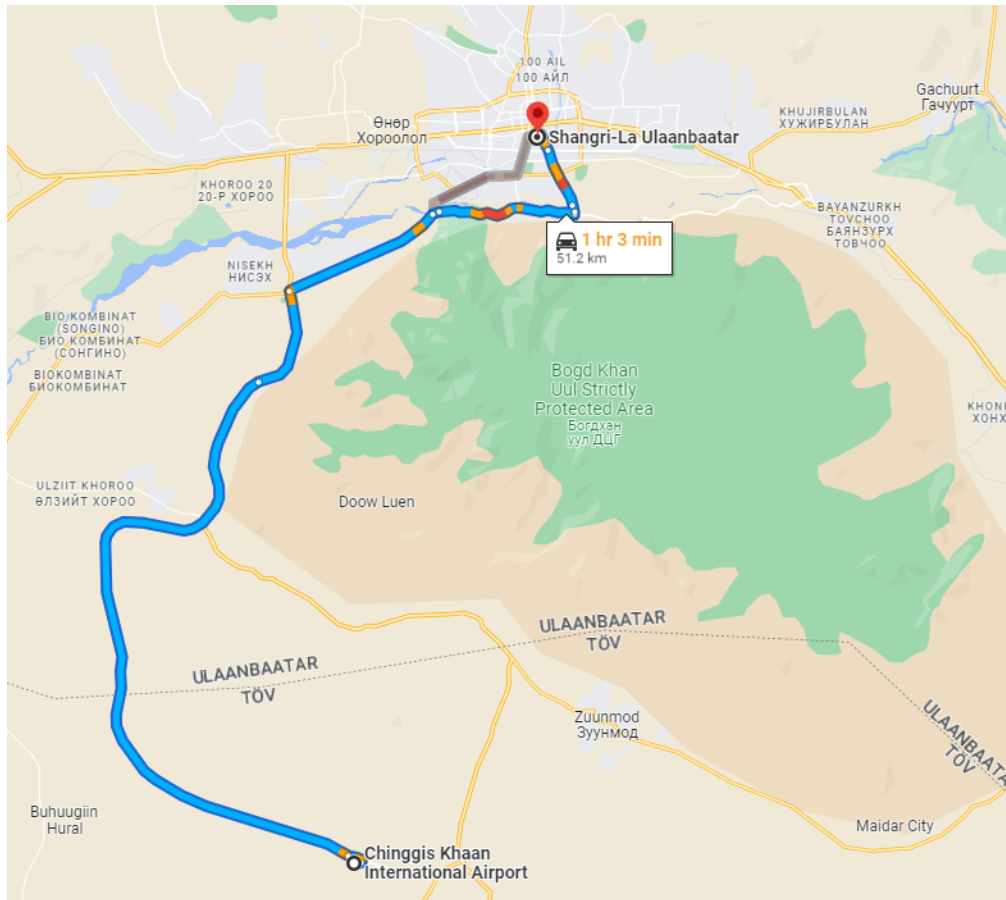 100 AIL
100 АЙЛ
Gachuurt
Гачуурт
Өнөр
Хороолол
KHUJIRBULAN
ХУЖИРБУЛАН
Shangri-La Ulaanbaatar
KHOROO 20
20-Р ХОРОО
BAYANZURKH
TOVCHOO
БАЯНЗҮРХ
ТОВЧОО
1 hr 3 min
51.2 km
NISEKH
НИСЭХ
BIO KOMBINAT
(SONGINO)
БИО КОМБИНАТ
(СОНГИНО)
BIOKOMBINAT
БИОКОМБИНАТ
Bogd Khan
Uul Strictly
Protected Area
Богдхан
уул ДЦГ
KHONH
ХОНХ
ULZIIT KHOROO
ӨЛЗИЙТ ХОРОО
Doow Luen
ULAANBAATAR
TÖV
ULAANBAATAR
TÖV
Zuunmod
Зуунмод
ULAANBAATAR
TÖV
Buhuugiin
Hural
Maidar City
Chinggis Khaan
International Airport